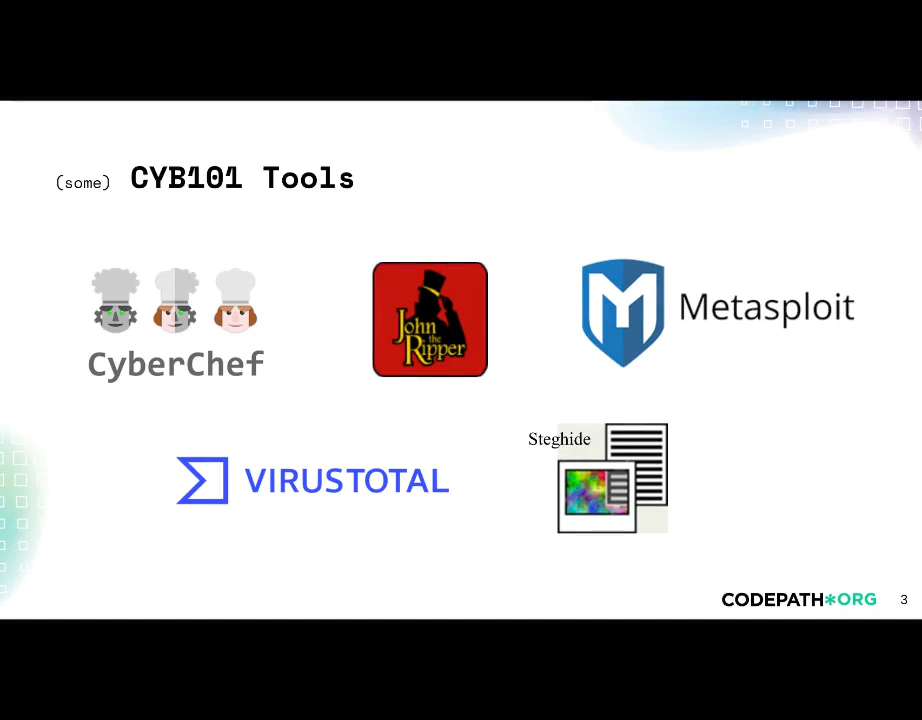 (some) CYB101 Tools
CyberChef
John
the
Ripper
Metasploit
VIRUSTOTAL
Steghide
CODEPATH*ORG 3